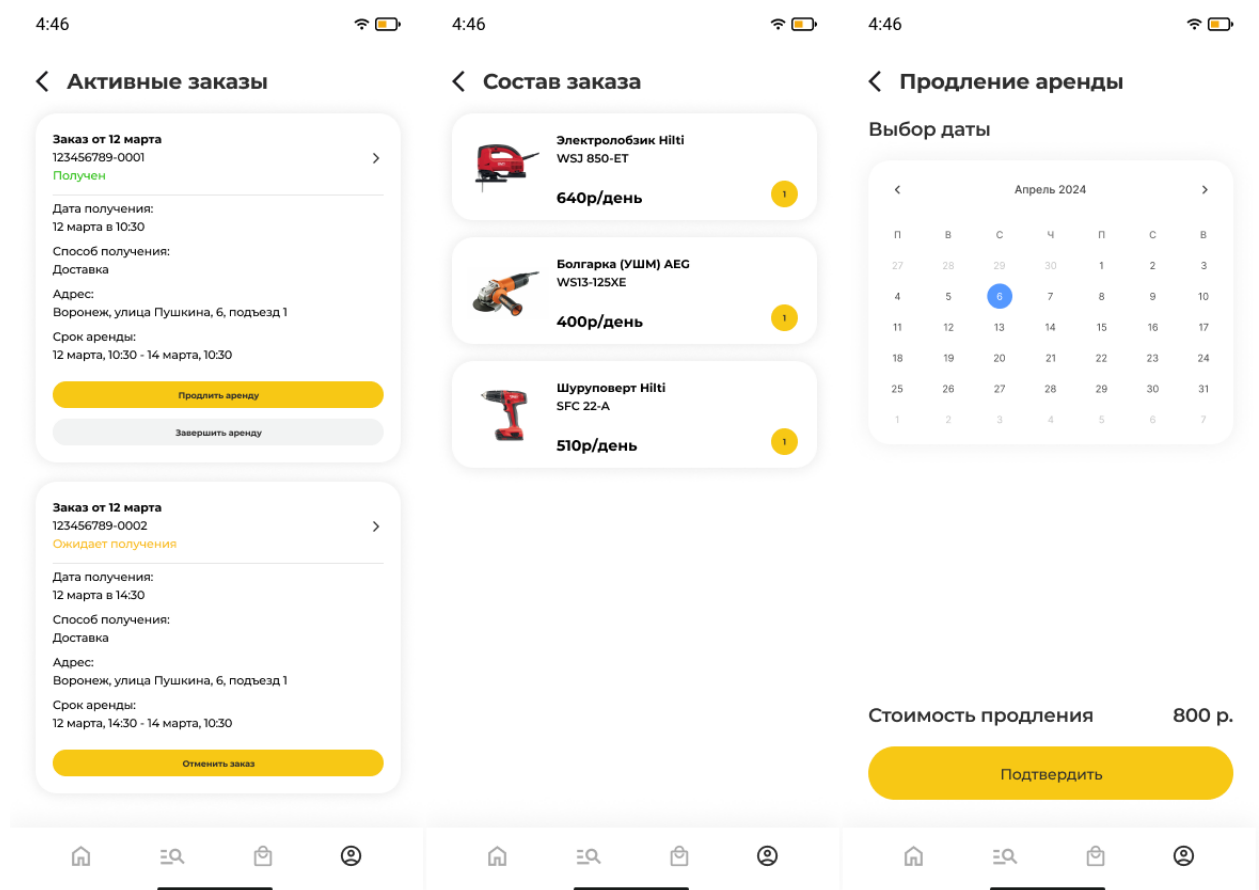 4:46
Активные заказы
Заказ от 12 марта
123456789-0001
Получен
Дата получения:
12 марта в 10:30
Способ получения:
Доставка
Адрес:
Воронеж, улица Пушкина, 6, подъезд 1
Срок аренды:
12 марта, 10:30 - 14 марта, 10:30
Продлить аренду
Завершить аренду
Заказ от 12 марта
123456789-0002
Ожидает получения
Дата получения:
12 марта в 14:30
Способ получения:
Доставка
Адрес:
Воронеж, улица Пушкина, 6, подъезд 1
Срок аренды:
12 марта, 14:30 - 14 марта, 10:30
Отменить заказ
4:46
Состав заказа
Электролобзик Hilti
WSJ 850-ET
640р/день
1
Болгарка (УШМ) AEG
WS13-125XE
400р/день
1
Шуруповерт Hilti
SFC 22-A
510р/день
1
4:46
Продление аренды
Выбор даты
Апрель 2024
П В С Ч П С В
27 28 29 30 1 2 3
4 5 6 7 8 9 10
11 12 13 14 15 16 17
18 19 20 21 22 23 24
25 26 27 28 29 30 31
1 2 3 4 5 6 7
Стоимость продления 800 р.
Подтвердить